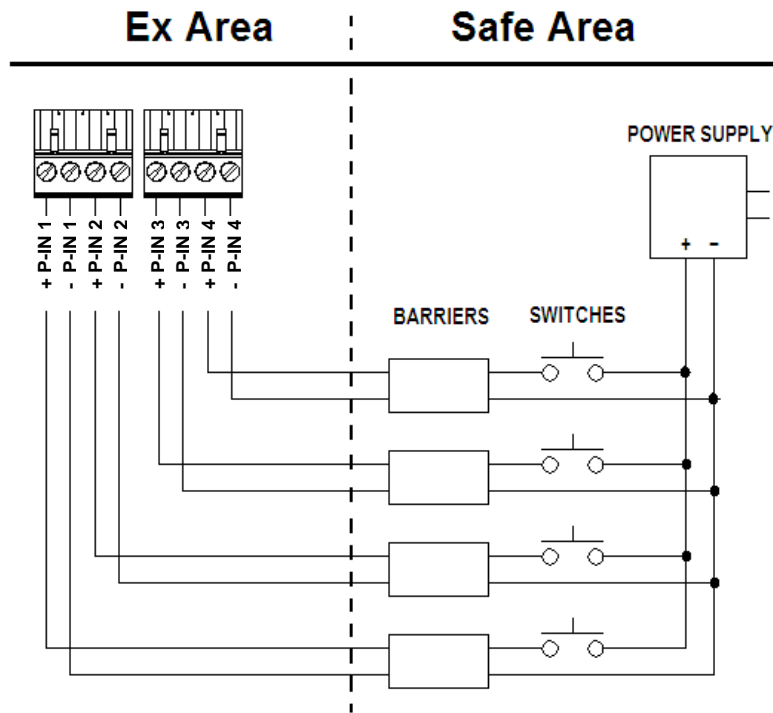 Ex Area
Safe Area
POWER SUPPLY
+ −
+ P-IN 1
- P-IN 1
+ P-IN 2
- P-IN 2
+ P-IN 3
- P-IN 3
+ P-IN 4
- P-IN 4
BARRIERS
SWITCHES